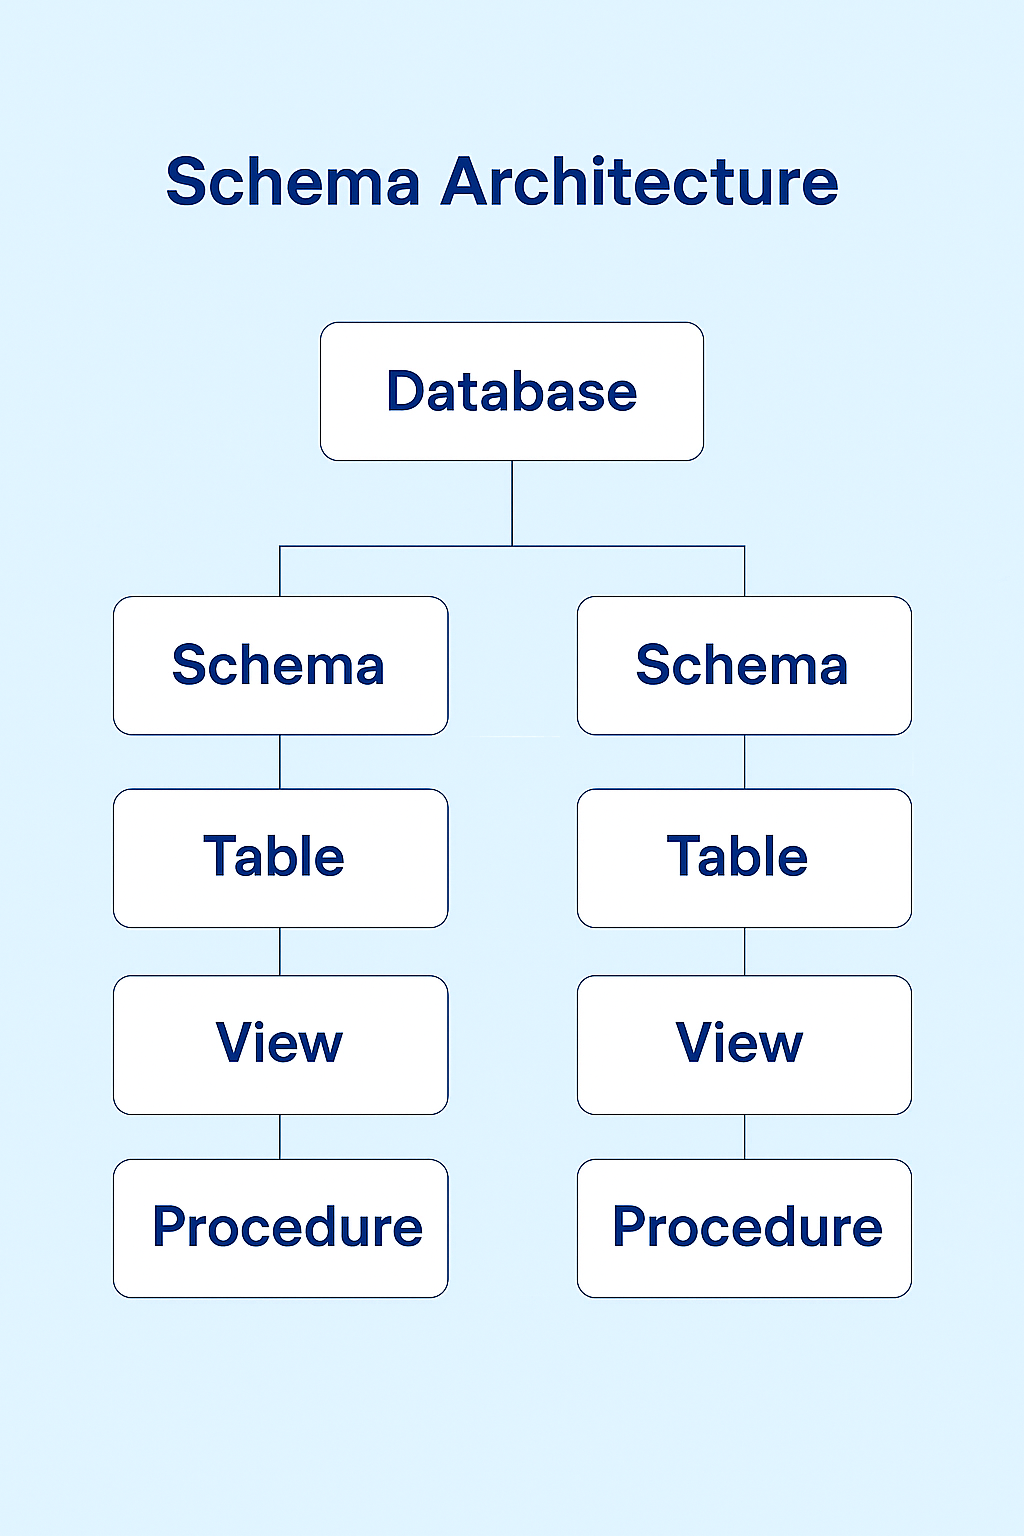 Schema Architecture
Database
Schema
Schema
Table
Table
View
View
Procedure
Procedure